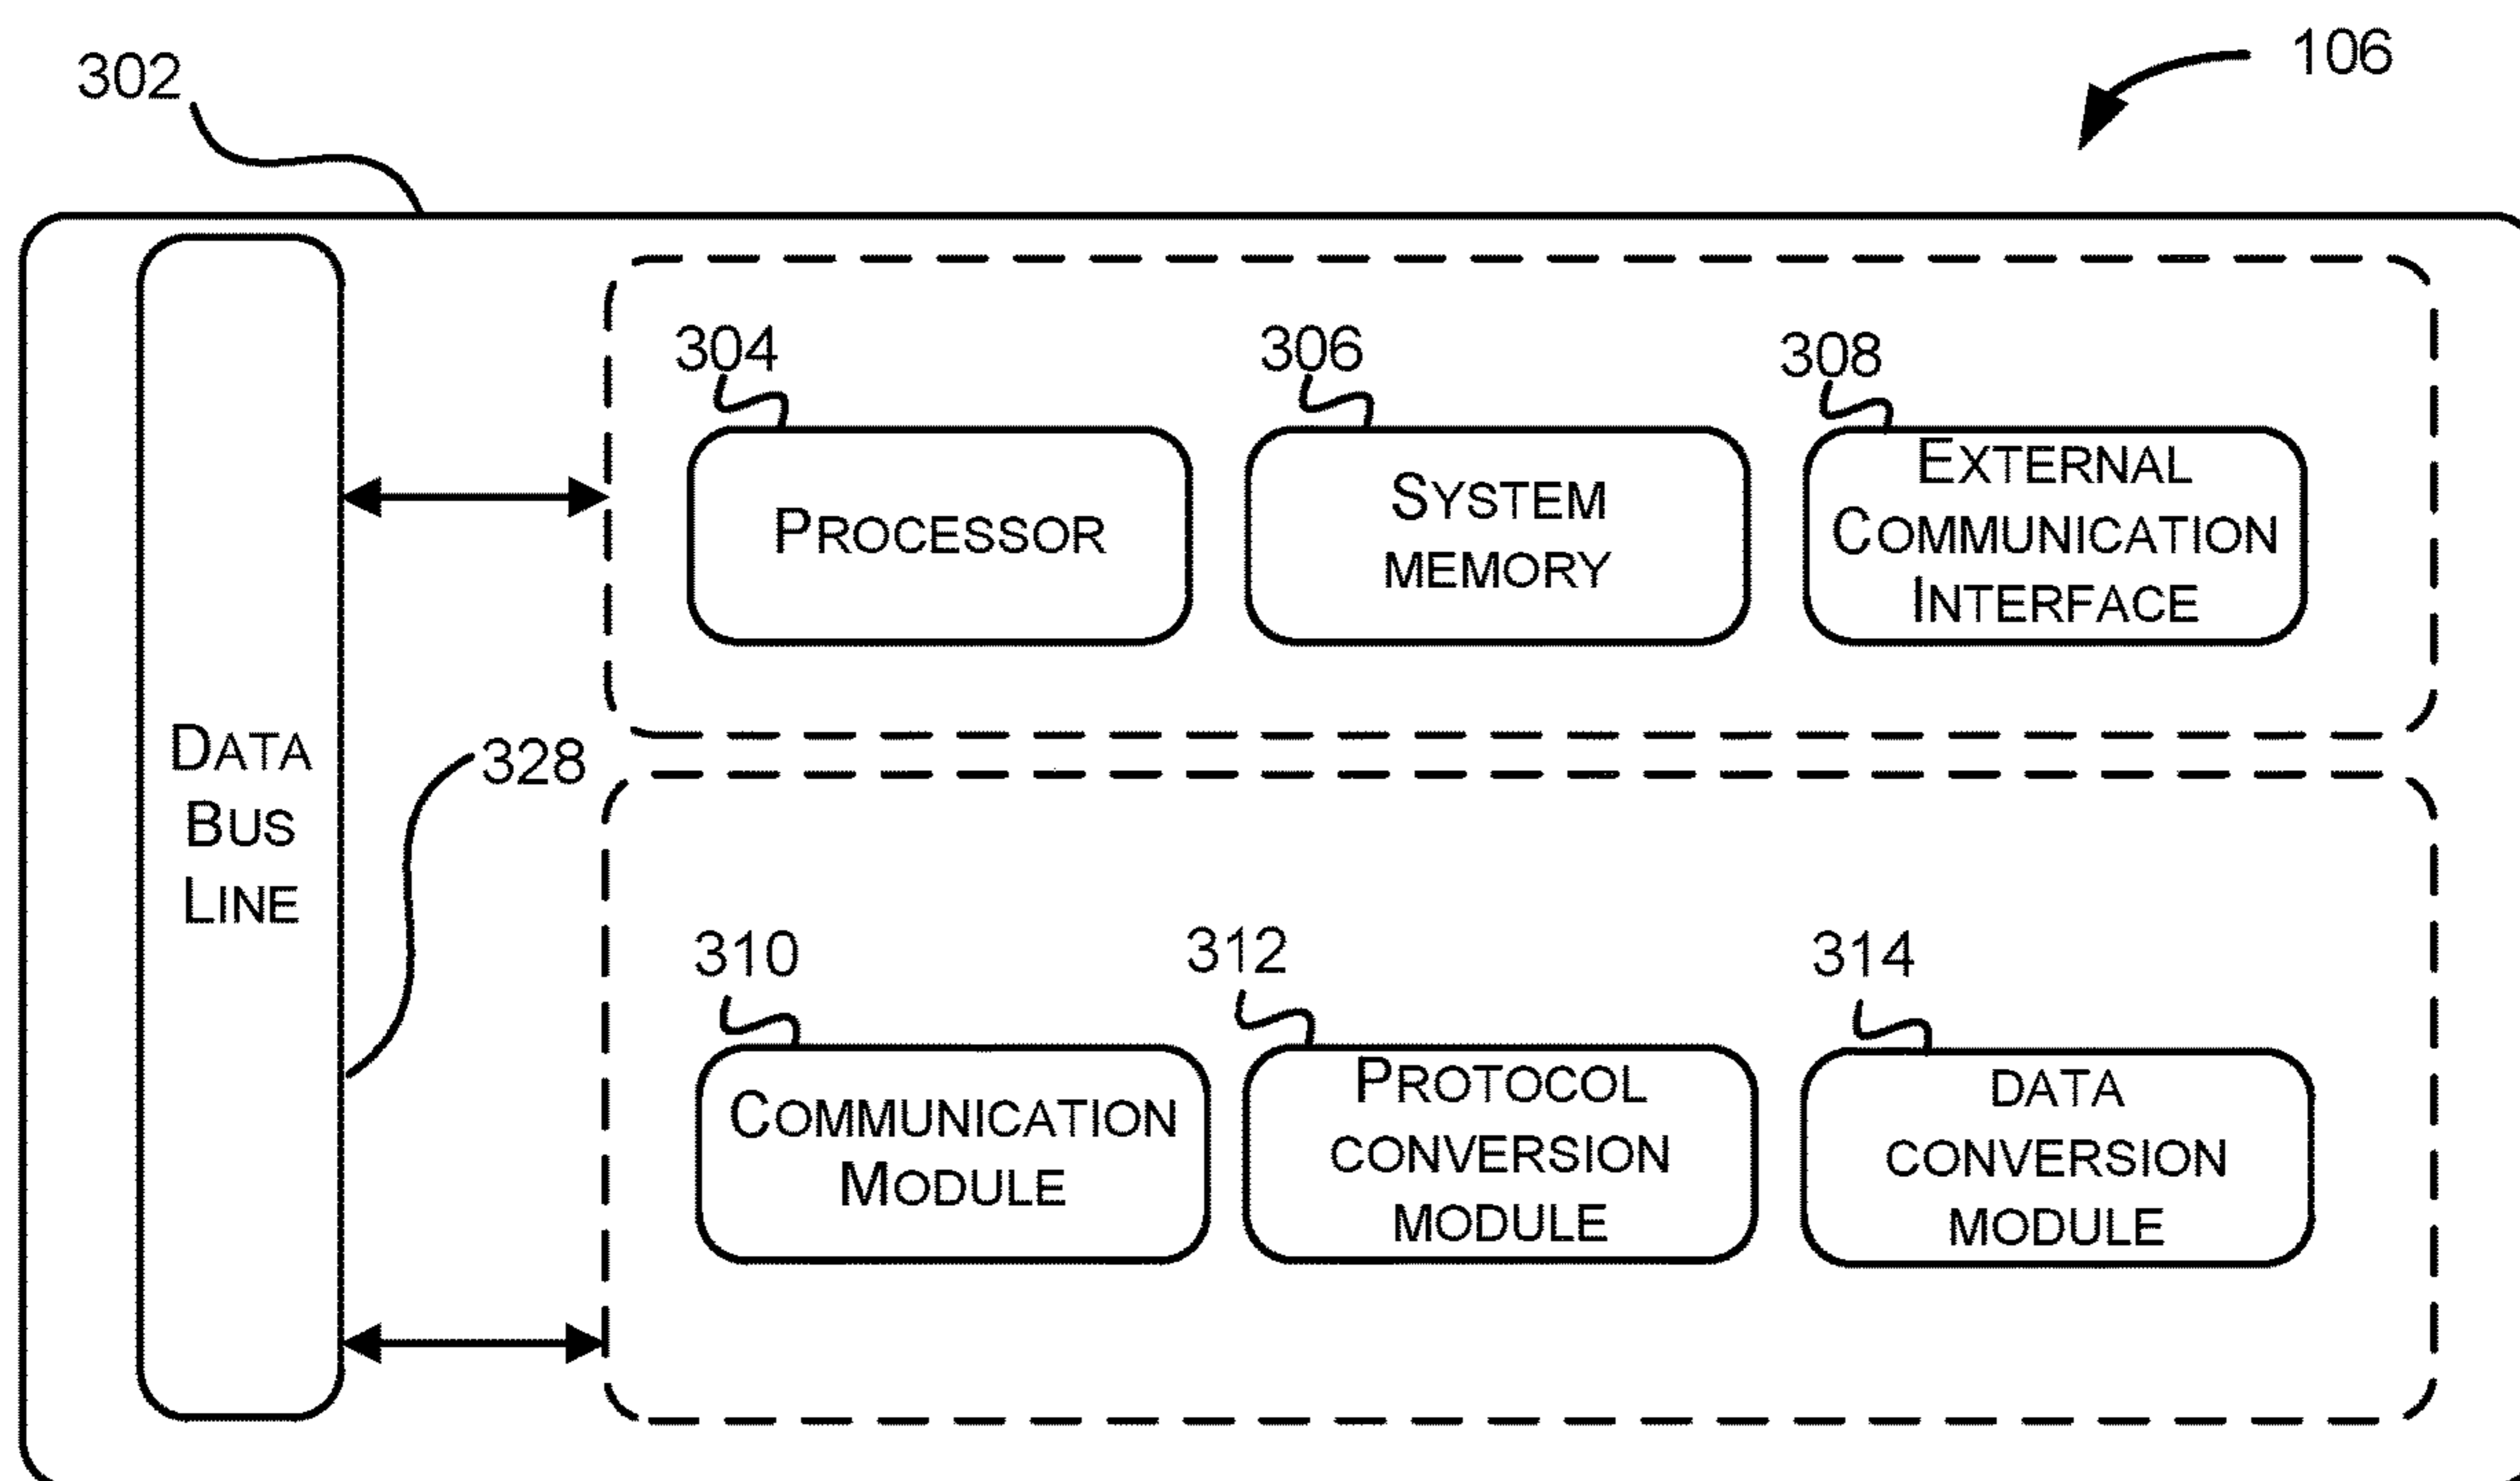 302
106
304
306
308
PROCESSOR
SYSTEM
MEMORY
EXTERNAL
COMMUNICATION
INTERFACE
DATA
BUS
LINE
328
310
312
314
COMMUNICATION
MODULE
PROTOCOL
CONVERSION
MODULE
DATA
CONVERSION
MODULE